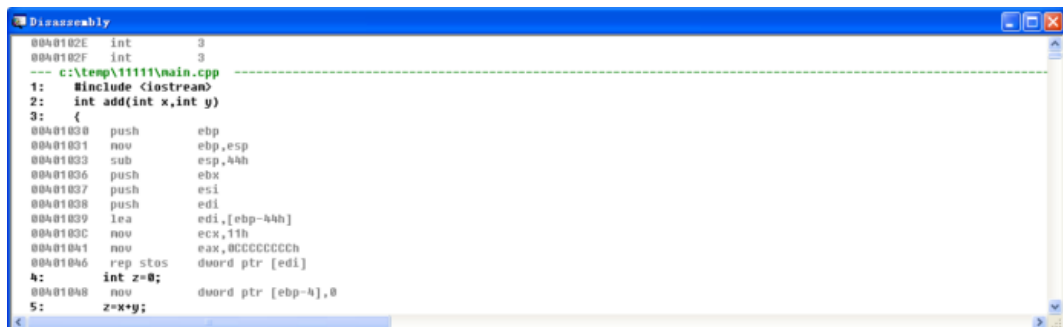 Disassembly
0040102E int 3
0040102F int 3
--- c:\temp\11111\main.cpp ----------------------------------------------------------------
1: #include <iostream>
2: int add(int x,int y)
3: {
00401030 push ebp
00401031 mov ebp,esp
00401033 sub esp,44h
00401036 push ebx
00401037 push esi
00401038 push edi
00401039 lea edi,[ebp-44h]
0040103C mov ecx,11h
00401041 mov eax,0CCCCCCCCh
00401046 rep stos dword ptr [edi]
4: int z=0;
00401048 mov dword ptr [ebp-4],0
5: z=x+y;